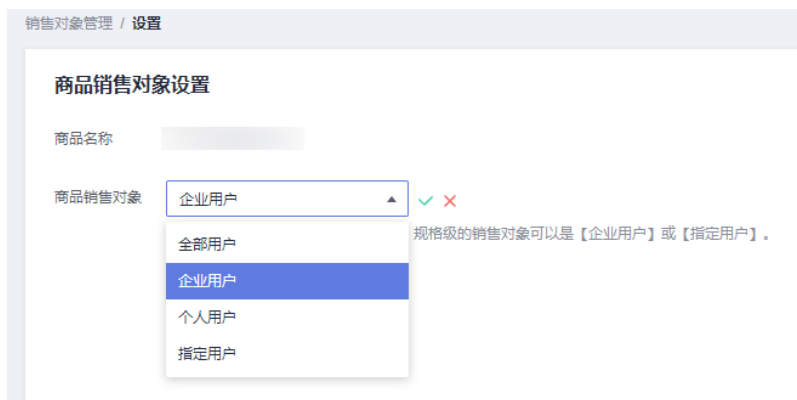 销售对象管理 / 设置
商品销售对象设置
商品名称
商品销售对象 企业用户
规格级的销售对象可以是【企业用户】或【指定用户】。
全部用户
企业用户
个人用户
指定用户